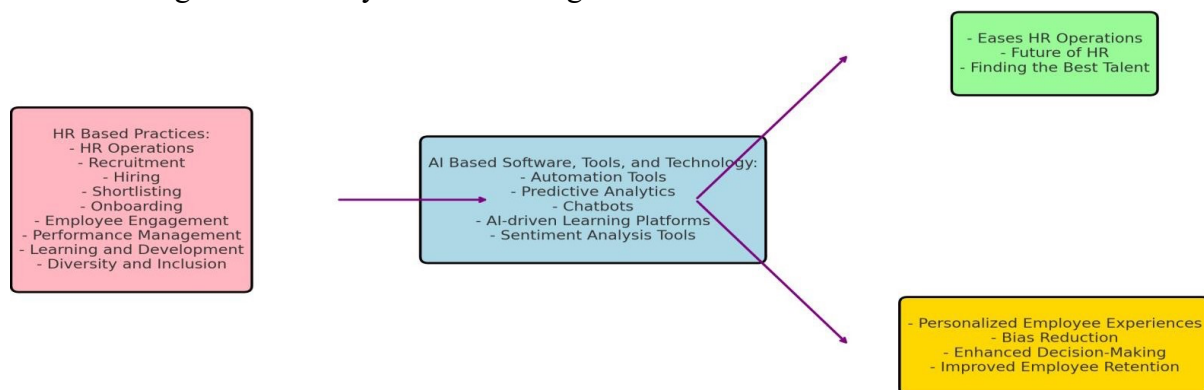 HR Based Practices:
- HR Operations
- Recruitment
- Hiring
- Shortlisting
- Onboarding
- Employee Engagement
- Performance Management
- Learning and Development
- Diversity and Inclusion
AI Based Software, Tools, and Technology:
- Automation Tools
- Predictive Analytics
- Chatbots
- AI-driven Learning Platforms
- Sentiment Analysis Tools
- Eases HR Operations
- Future of HR
- Finding the Best Talent
- Personalized Employee Experiences
- Bias Reduction
- Enhanced Decision-Making
- Improved Employee Retention